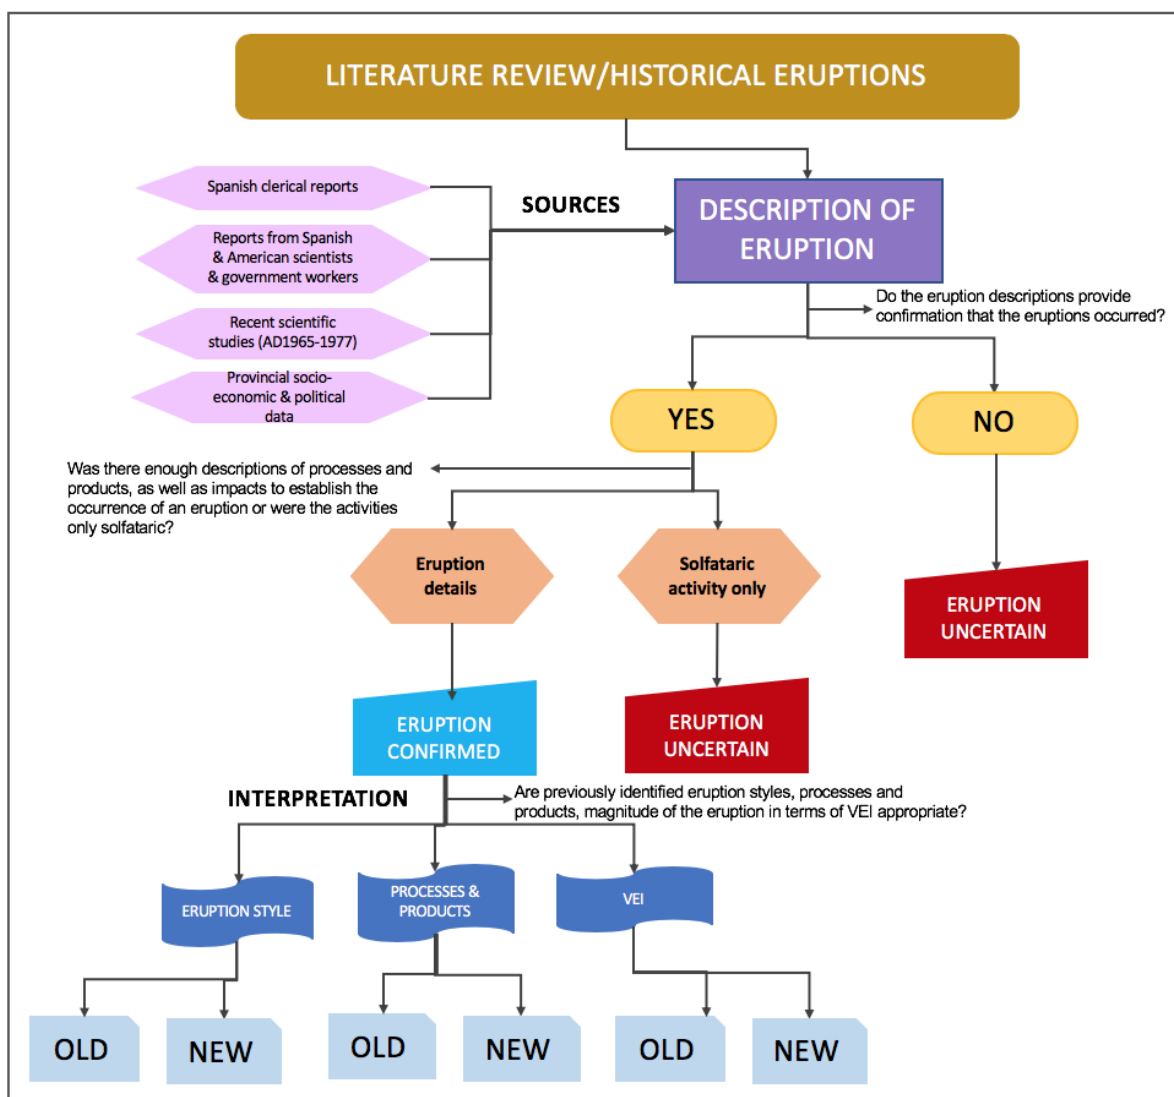 LITERATURE REVIEW/HISTORICAL ERUPTIONS
Spanish clerical reports
Reports from Spanish
& American scientists
& government workers
Recent scientific
studies (AD1965-1977)
Provincial socio-
economic & political
data
SOURCES
DESCRIPTION OF
ERUPTION
Do the eruption descriptions provide
confirmation that the eruptions occurred?
YES
NO
Was there enough descriptions of processes and
products, as well as impacts to establish the
occurrence of an eruption or were the activities
only solfataric?
Eruption
details
Solfataric
activity only
ERUPTION
UNCERTAIN
ERUPTION
CONFIRMED
ERUPTION
UNCERTAIN
INTERPRETATION
Are previously identified eruption styles, processes and
products, magnitude of the eruption in terms of VEI appropriate?
ERUPTION STYLE
PROCESSES &
PRODUCTS
VEI
OLD
NEW
OLD
NEW
OLD
NEW